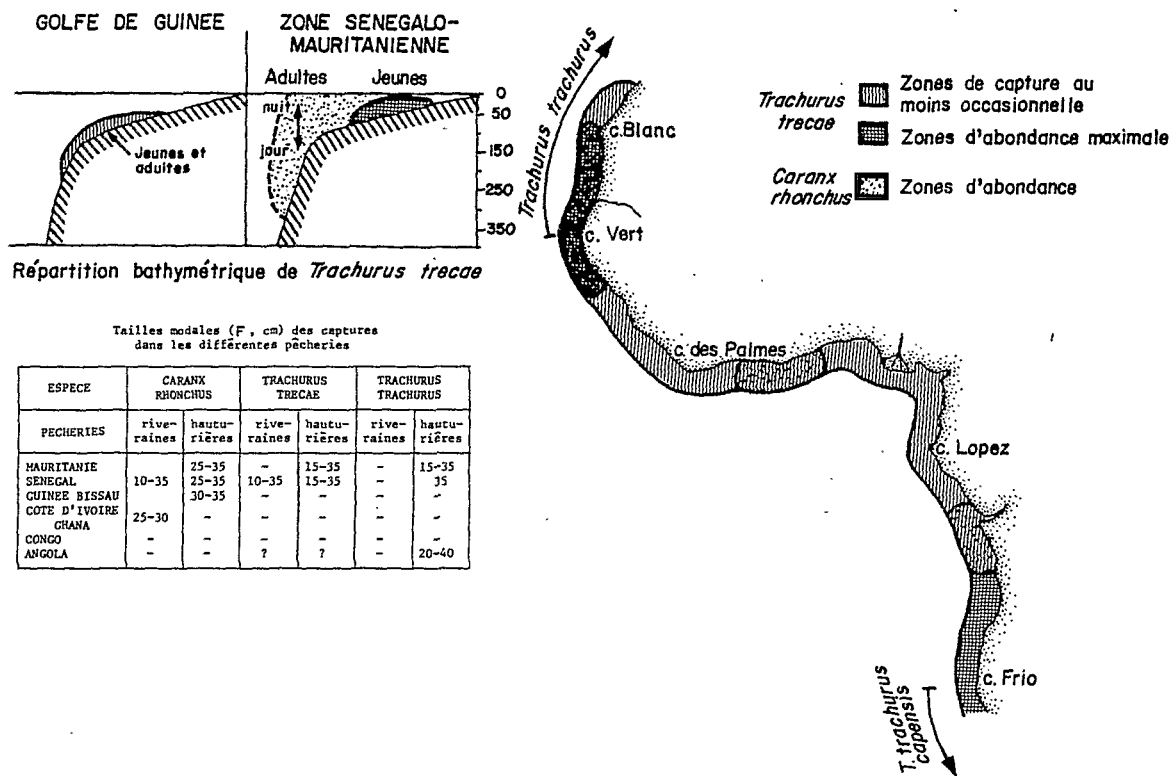 GOLFE DE GUINEE
ZONE SENEGALO-
MAURITANIENNE
Adultes
Jeunes
nuit
jour
Jeunes et
adultes
0
50
150
250
350
Répartition bathymétrique de Trachurus trecae
Tailles modales (F, cm) des captures
dans les différentes pêcheries
ESPECE CARANX RHONCHUS TRACHURUS TRECAE TRACHURUS TRACHURUS
PECHERIES rive-raines hautu-rières rive-raines hautu-rières rive-raines hautu-rières
MAURITANIE 25-35 - 15-35 - 15-35
SENEGAL 10-35 25-35 10-35 15-35 - 35
GUINEE BISSAU 30-35 - - - -
COTE D'IVOIRE
GHANA 25-30 - - - - -
CONGO - - - - - -
ANGOLA - - ? ? - 20-40
Trachurus trachurus
c. Blanc
c. Vert
c. des Palmes
c. Lopez
c. Frio
T. trachurus
capensis
Trachurus
trecae
Zones de capture au
moins occasionnelle
Zones d'abondance maximale
Caranx
rhonchus
Zones d'abondance